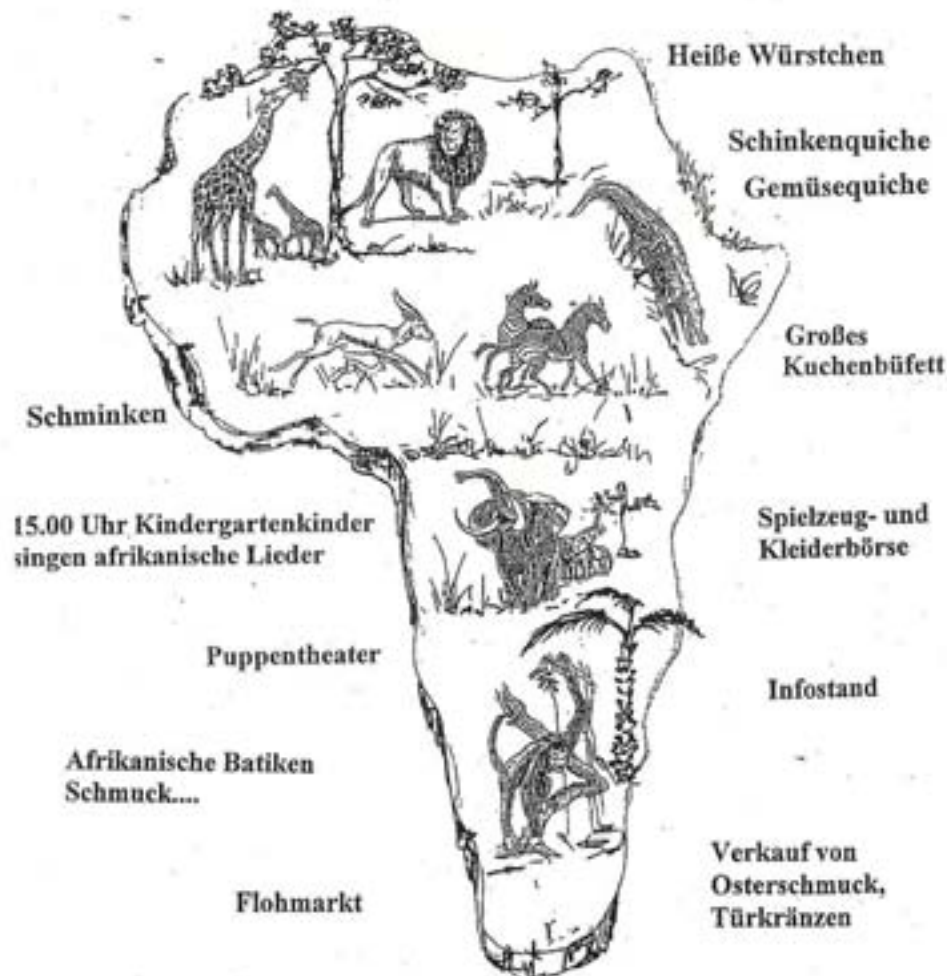 Heiße Würstchen
Schinkenquiche
Gemüsequiche
Großes
Kuchenbüfett
Schminken
15.00 Uhr Kindergartenkinder
singen afrikanische Lieder
Spielzeug- und
Kleiderbörse
Puppentheater
Infostand
Afrikanische Batiken
Schmuck....
Verkauf von
Osterschmuck,
Türkränzen
Flohmarkt